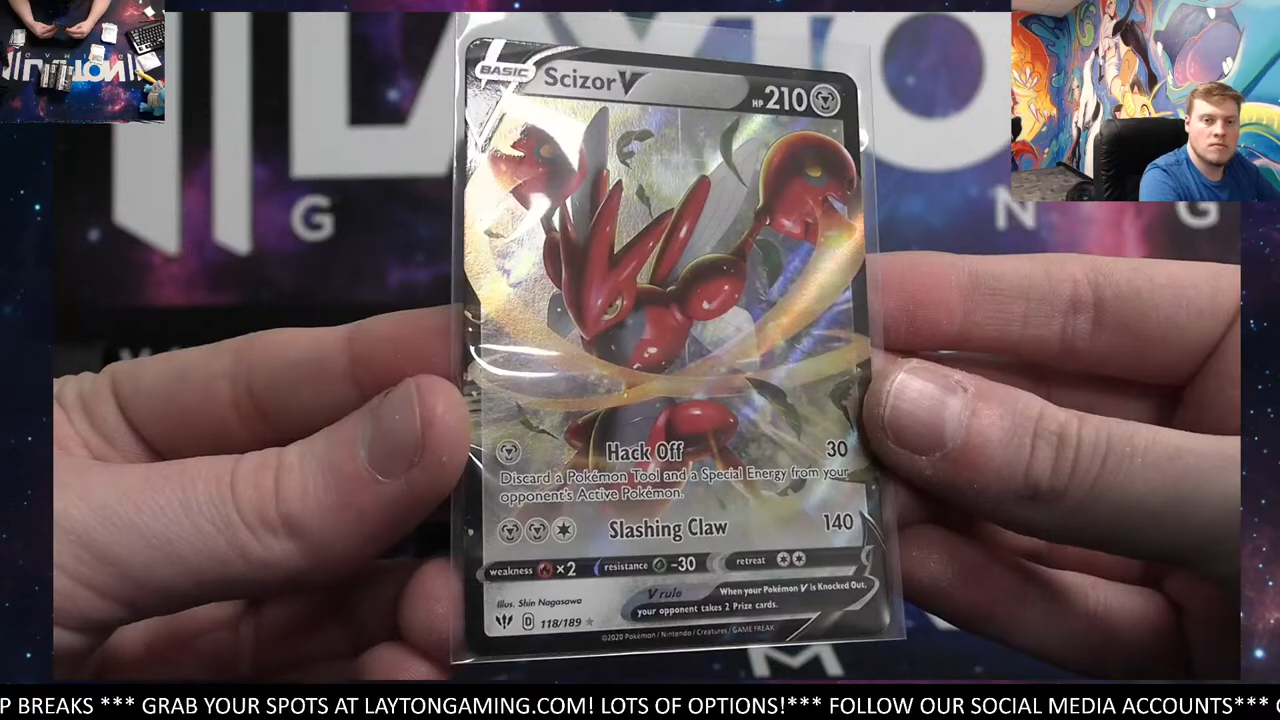 BASIC
Scizor V
HP 210
G
N G
Hack Off 30
Discard a Pokémon Tool and a Special Energy from your
opponent's Active Pokémon.
Slashing Claw 140
weakness ×2 resistance -30 retreat
V rule When your Pokémon V is Knocked Out,
your opponent takes 2 Prize cards.
Illus. Shin Nagasawa
D 118/189
©2020 Pokémon / Nintendo / Creatures / GAME FREAK
P BREAKS *** GRAB YOUR SPOTS AT LAYTONGAMING.COM! LOTS OF OPTIONS!*** FOLLOW OUR SOCIAL MEDIA ACCOUNTS***